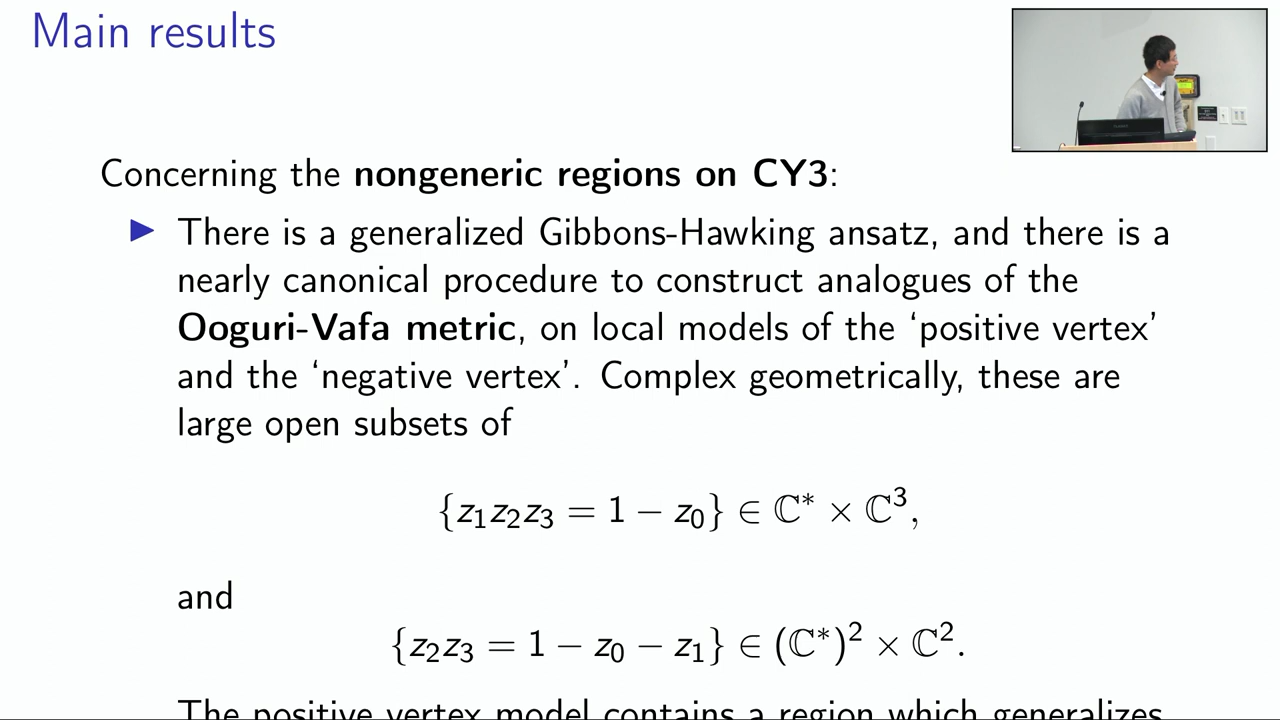 Main results
Concerning the nongeneric regions on CY3:
▶ There is a generalized Gibbons-Hawking ansatz, and there is a
nearly canonical procedure to construct analogues of the
Ooguri-Vafa metric, on local models of the ‘positive vertex’
and the ‘negative vertex’. Complex geometrically, these are
large open subsets of
{z₁z₂z₃ = 1 − z₀} ∈ ℂ* × ℂ³,
and
{z₂z₃ = 1 − z₀ − z₁} ∈ (ℂ*)² × ℂ².
The positive vertex model contains a region which generalizes